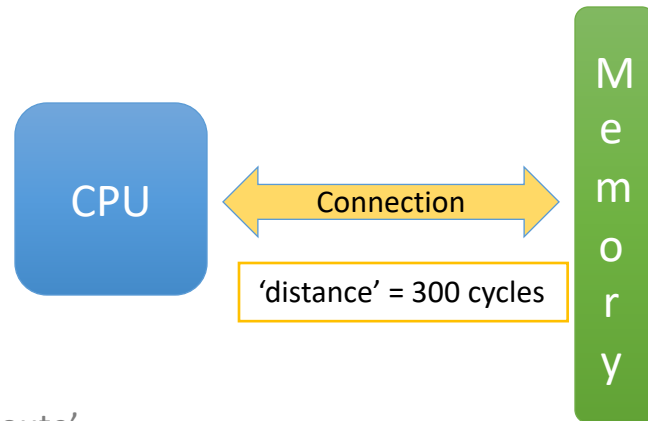 CPU
Connection
‘distance’ = 300 cycles
M
e
m
o
r
y